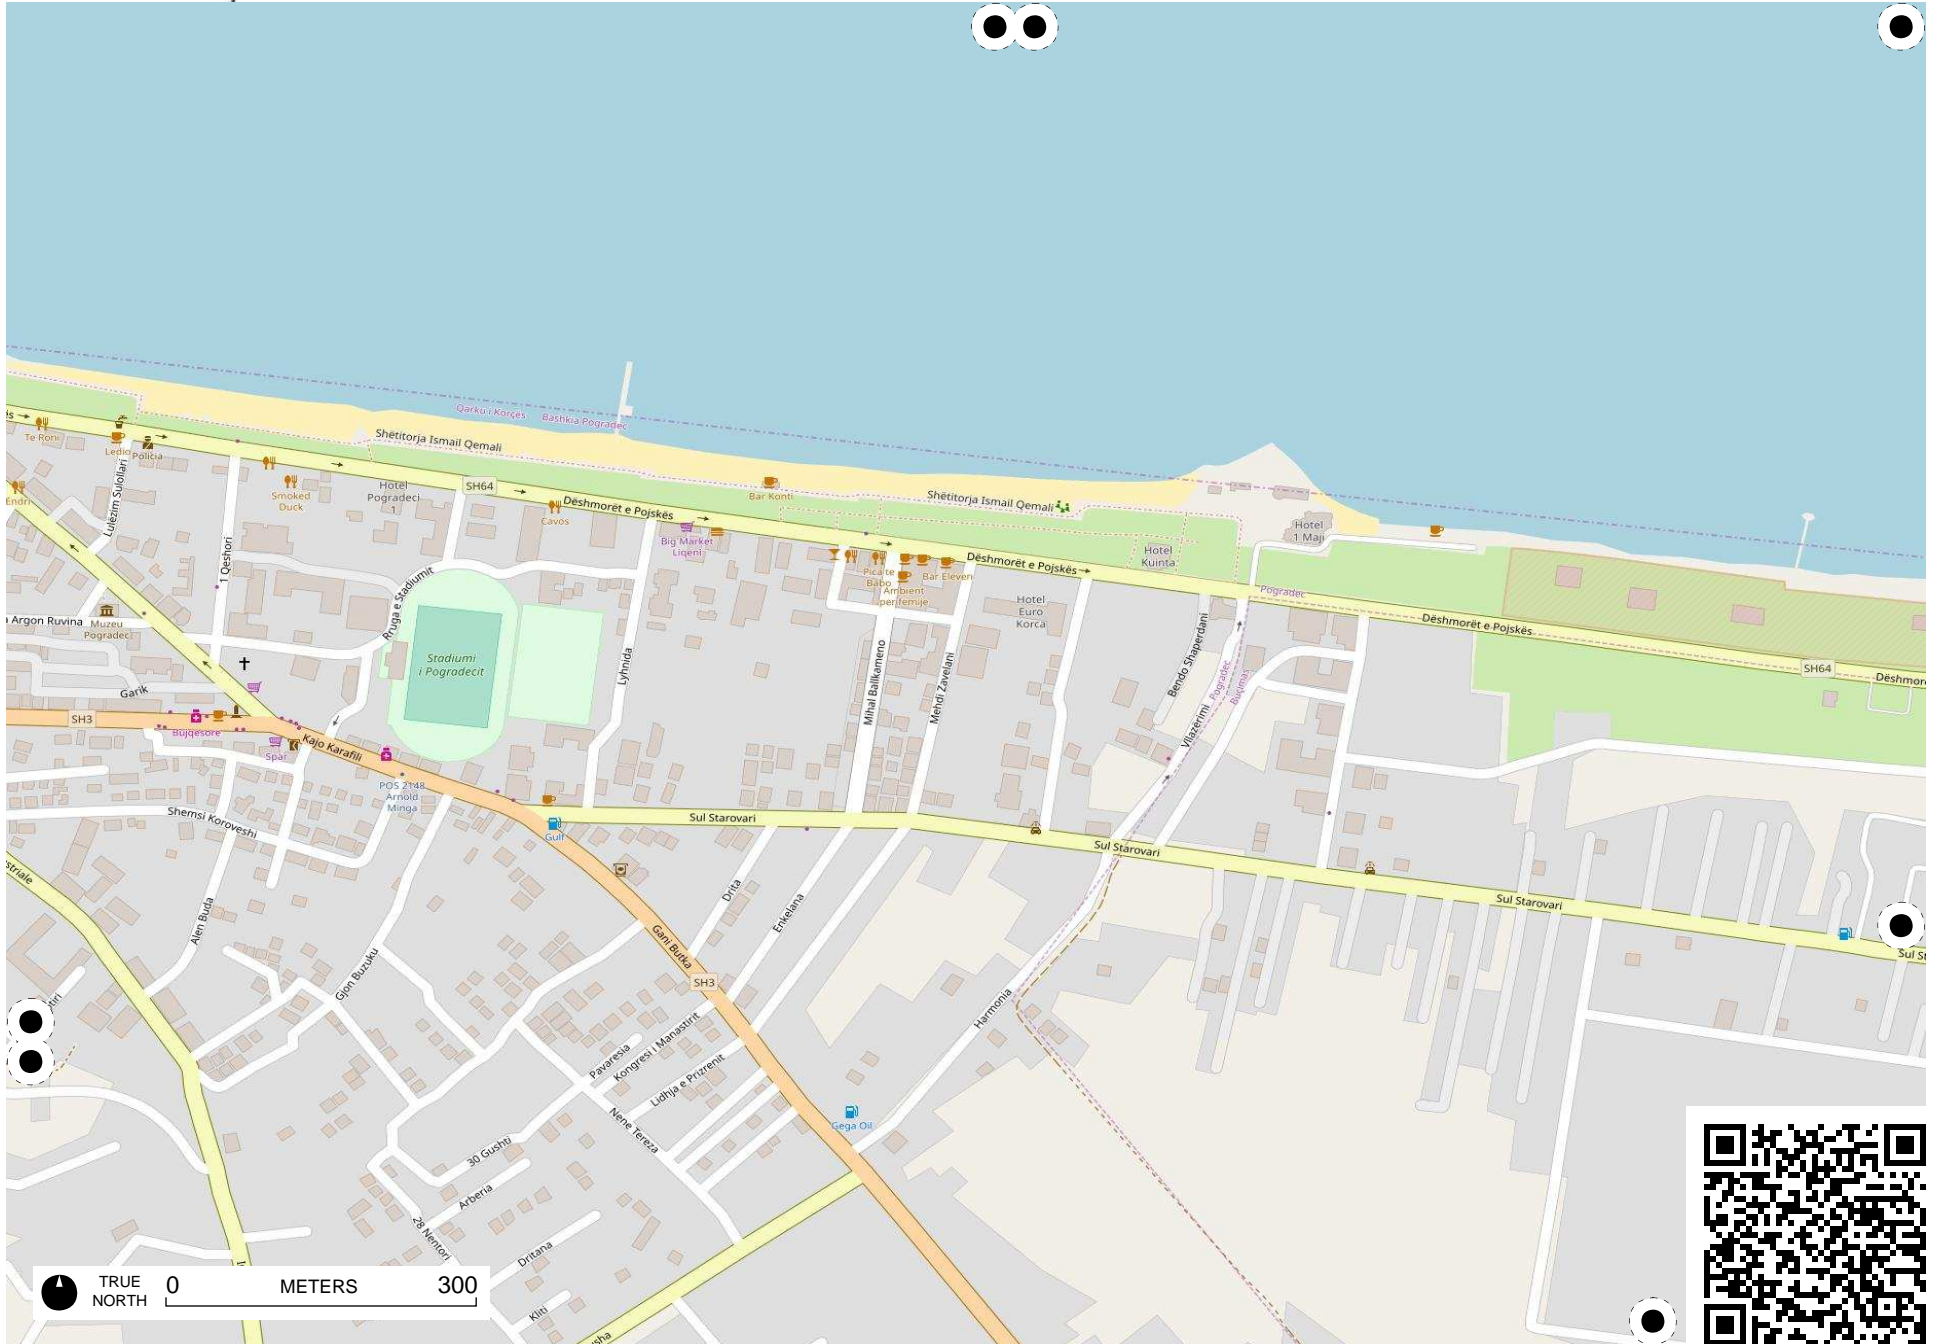 Qarku i Korçës
Bashkia Pogradec
Te Roni
Ledio
Policia
Shëtitorja Ismail Qemali
Endri
Lulëzim Sulollari
Smoked
Duck
Hotel
Pogradeci
1
SH64
Cavos
Dëshmorët e Pojskës
Bar Konti
Shëtitorja Ismail Qemali
Big Market
Liqeni
Hotel
1 Maji
Hotel
Kuinta
1 Qeshori
Rruga e Stadiumit
Pica te
Babo
Bar Eleven
Ambient
per femije
Dëshmorët e Pojskës
Pogradec
Hotel
Euro
Korca
Argon Ruvina
Muzeu
Pogradec
Stadiumi
i Pogradecit
Lyhnida
Mihal Ballkameno
Mehdi Zavelani
Bendo Shaperdani
Vllazërimi
Pogradec
Buçimas
Dëshmorët e Pojskës
SH64
Garik
SH3
Bujqesore
Spar
Kajo Karafili
POS 2148
Arnold
Minga
Shemsi Koroveshi
Gulf
Sul Starovari
Sul Starovari
Sul Starovari
Alen Buda
Gjon Buzuku
Drita
Enkelana
Gani Butka
SH3
Harmonia
Pavaresia
Kongresi i Manastirit
Lidhja e Prizrenit
Nene Tereza
Gega Oil
30 Gushti
Arberia
28 Nentori
Dritana
Kliti
TRUE
NORTH
0 METERS 300